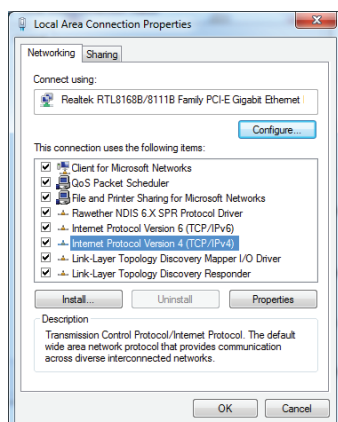 Local Area Connection Properties
Networking
Sharing
Connect using:
Realtek RTL8168B/8111B Family PCI-E Gigabit Ethernet
Configure...
This connection uses the following items:
Client for Microsoft Networks
QoS Packet Scheduler
File and Printer Sharing for Microsoft Networks
Rawether NDIS 6.X SPR Protocol Driver
Internet Protocol Version 6 (TCP/IPv6)
Internet Protocol Version 4 (TCP/IPv4)
Link-Layer Topology Discovery Mapper I/O Driver
Link-Layer Topology Discovery Responder
Install...
Uninstall
Properties
Description
Transmission Control Protocol/Internet Protocol. The default
wide area network protocol that provides communication
across diverse interconnected networks.
OK
Cancel